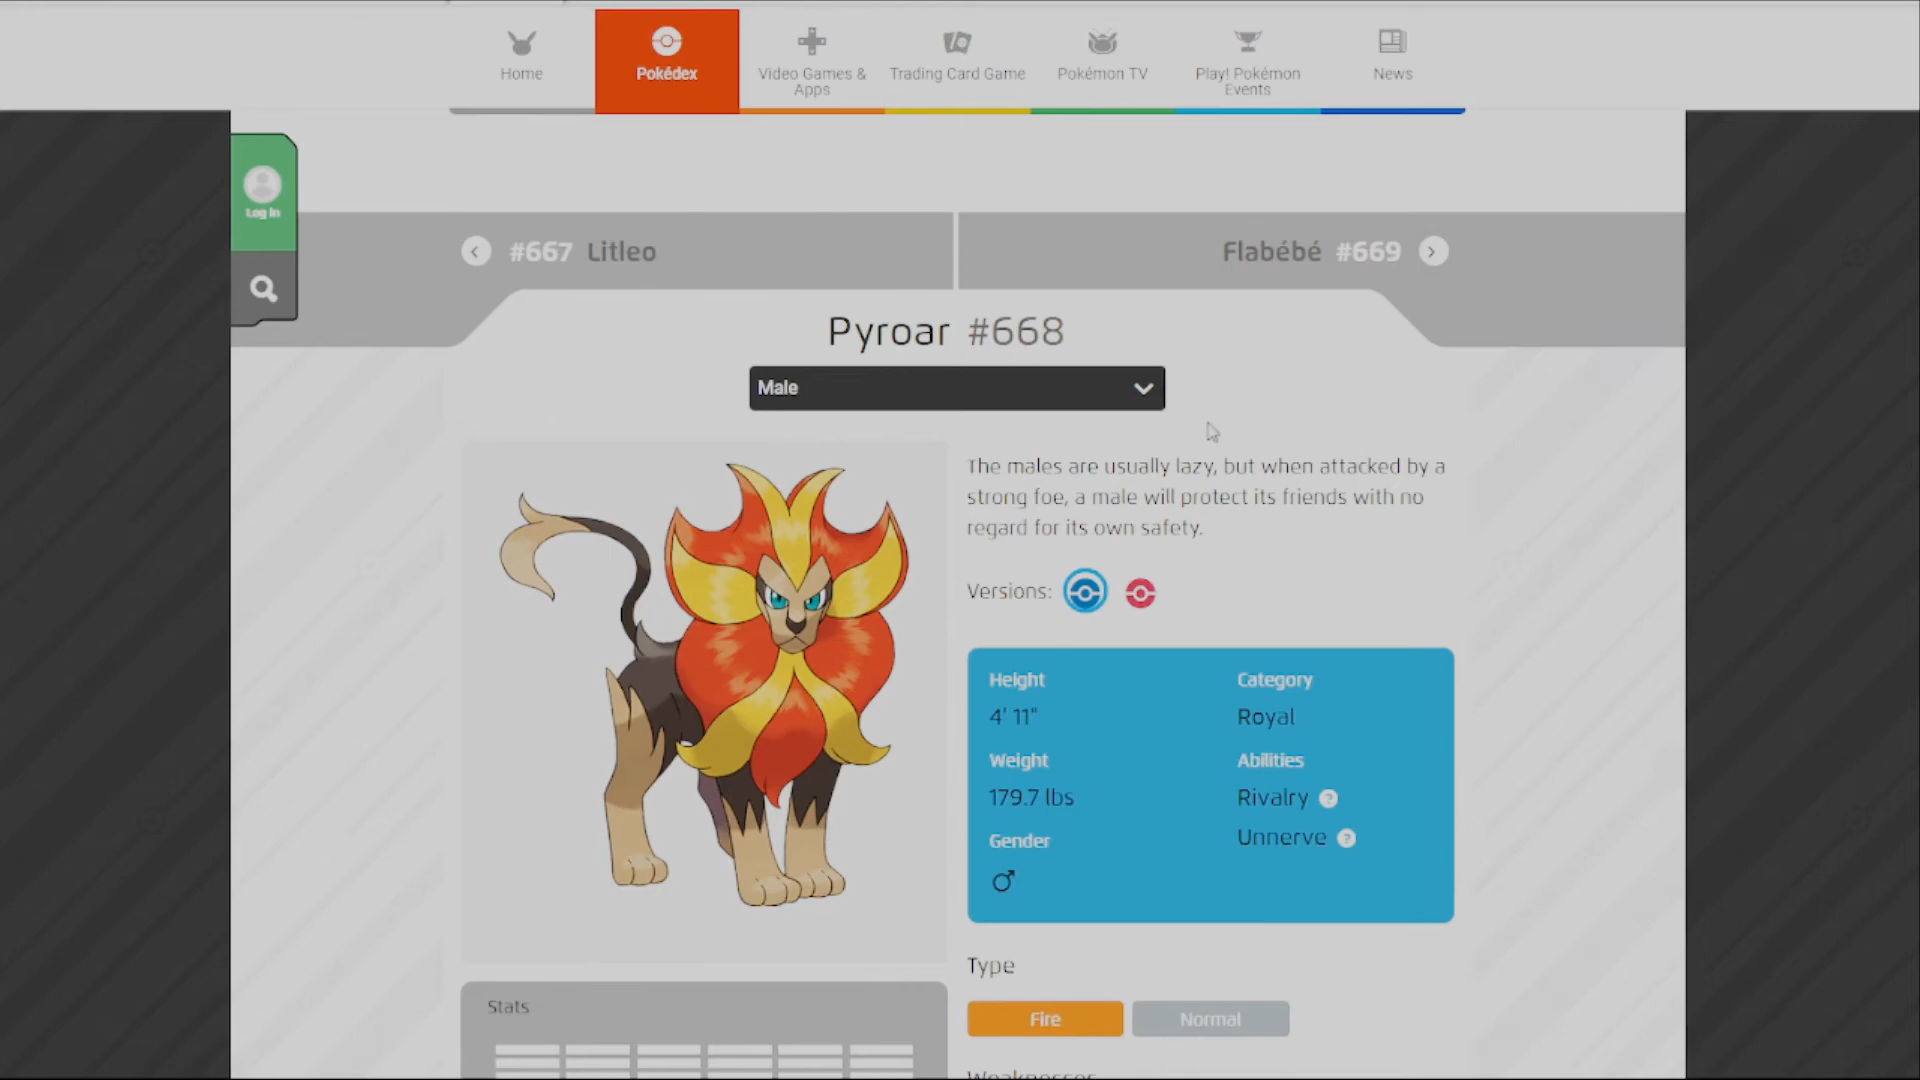 Home
Pokédex
Video Games &
Apps
Trading Card Game
Pokémon TV
Play! Pokémon
Events
News
Log in
#667 Litleo
Flabébé #669
Pyroar #668
Male
The males are usually lazy, but when attacked by a
strong foe, a male will protect its friends with no
regard for its own safety.
Versions:
Height
4' 11"
Weight
179.7 lbs
Gender
Category
Royal
Abilities
Rivalry ?
Unnerve ?
Type
Fire
Normal
Stats
Weaknesses